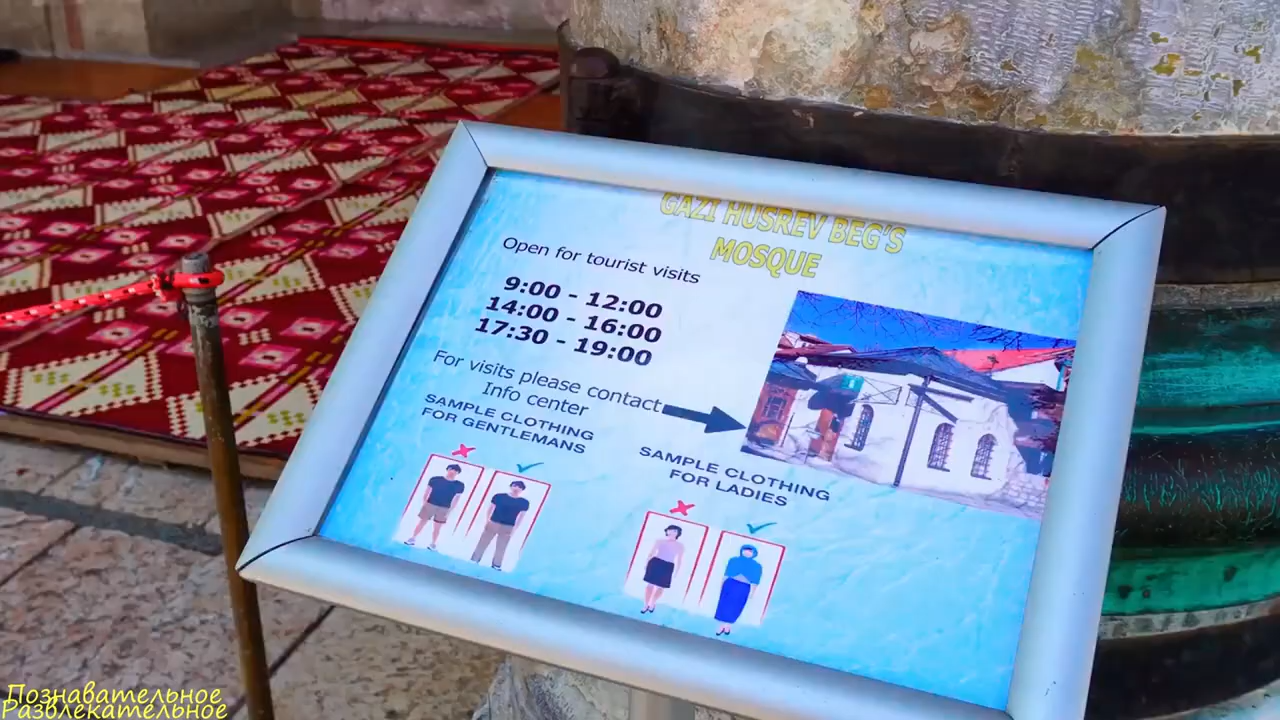 GAZI HUSREV BEG'S
MOSQUE
Open for tourist visits
9:00 - 12:00
14:00 - 16:00
17:30 - 19:00
For visits please contact
Info center
SAMPLE CLOTHING
FOR GENTLEMANS
SAMPLE CLOTHING
FOR LADIES
Познавательное
Развлекательное